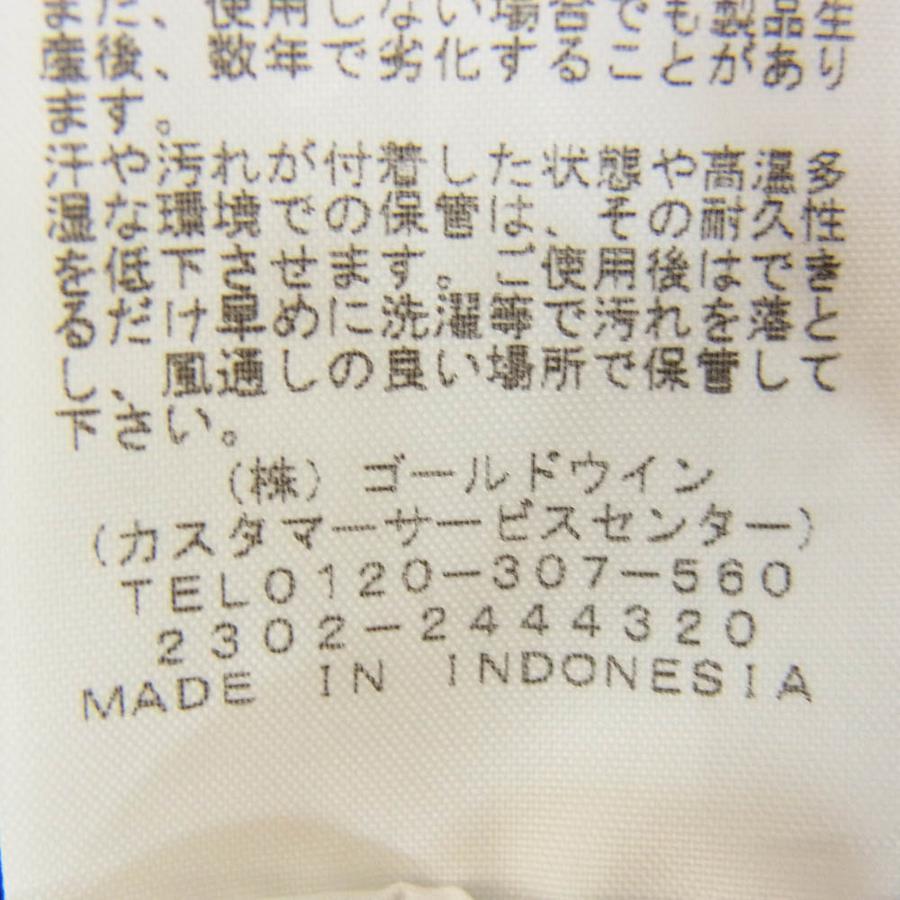 また、使用しない場合でも製品生
産後、数年で劣化することがあり
ます。
汗や汚れが付着した状態や高温多
湿な環境での保管は、その耐久性
を低下させます。ご使用後はでき
るだけ早めに洗濯等で汚れを落と
し、風通しの良い場所で保管して
下さい。
(株)ゴールドウイン
(カスタマーサービスセンター)
TEL0120-307-560
2302-2444320
MADE IN INDONESIA